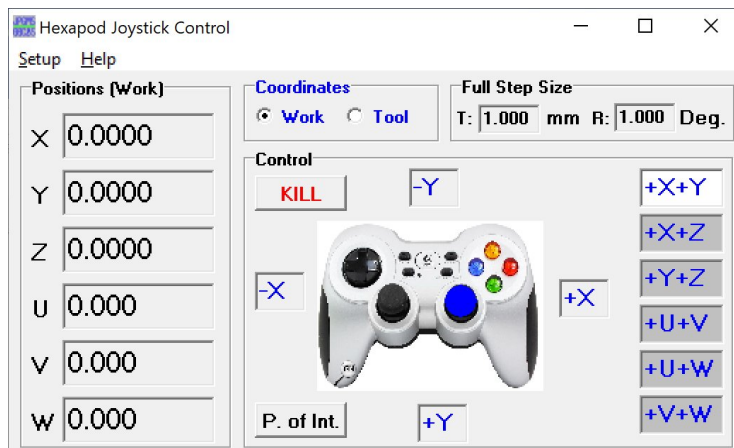 Hexapod Joystick Control
Setup Help
Positions (Work)
X 0.0000
Y 0.0000
Z 0.0000
U 0.000
V 0.000
W 0.000
Coordinates
Work Tool
Full Step Size
T: 1.000 mm R: 1.000 Deg.
Control
KILL
-Y
-X
+X
P. of Int.
+Y
+X+Y
+X+Z
+Y+Z
+U+V
+U+W
+V+W